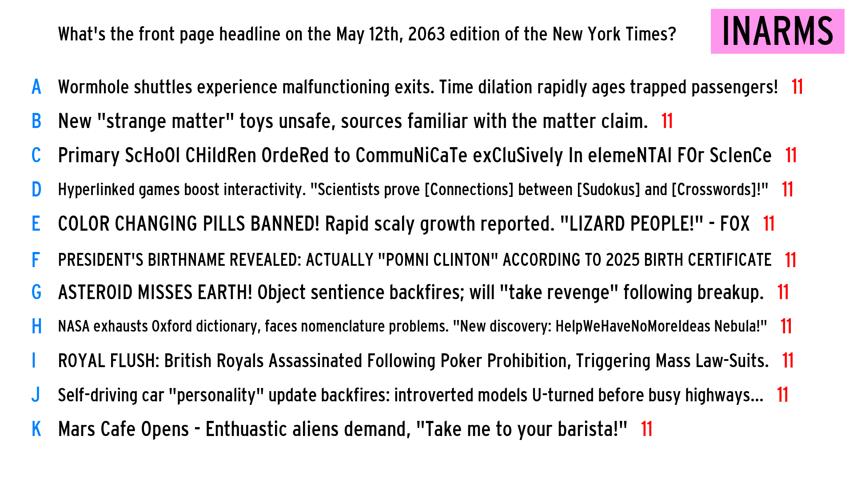 What's the front page headline on the May 12th, 2063 edition of the New York Times?
INARMS
A Wormhole shuttles experience malfunctioning exits. Time dilation rapidly ages trapped passengers! 11
B New "strange matter" toys unsafe, sources familiar with the matter claim. 11
C Primary ScHoOl CHildRen OrdeRed to CommuNiCaTe exCluSively In elemeNTAl FOr ScIenCe 11
D Hyperlinked games boost interactivity. "Scientists prove [Connections] between [Sudokus] and [Crosswords]!" 11
E COLOR CHANGING PILLS BANNED! Rapid scaly growth reported. "LIZARD PEOPLE!" - FOX 11
F PRESIDENT'S BIRTHNAME REVEALED: ACTUALLY "POMNI CLINTON" ACCORDING TO 2025 BIRTH CERTIFICATE 11
G ASTEROID MISSES EARTH! Object sentience backfires; will "take revenge" following breakup. 11
H NASA exhausts Oxford dictionary, faces nomenclature problems. "New discovery: HelpWeHaveNoMoreIdeas Nebula!" 11
I ROYAL FLUSH: British Royals Assassinated Following Poker Prohibition, Triggering Mass Law-Suits. 11
J Self-driving car "personality" update backfires: introverted models U-turned before busy highways... 11
K Mars Cafe Opens - Enthuastic aliens demand, "Take me to your barista!" 11